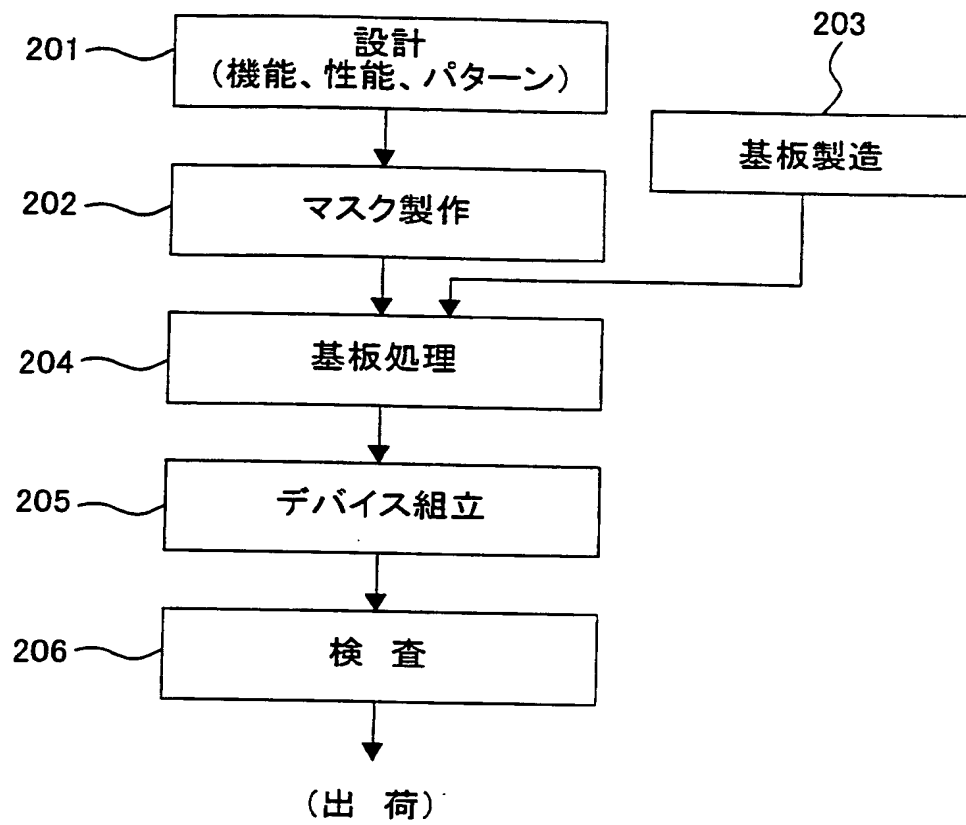 201
設計
(機能、性能、パターン)
203
基板製造
202
マスク製作
204
基板処理
205
デバイス組立
206
検 査
(出 荷)